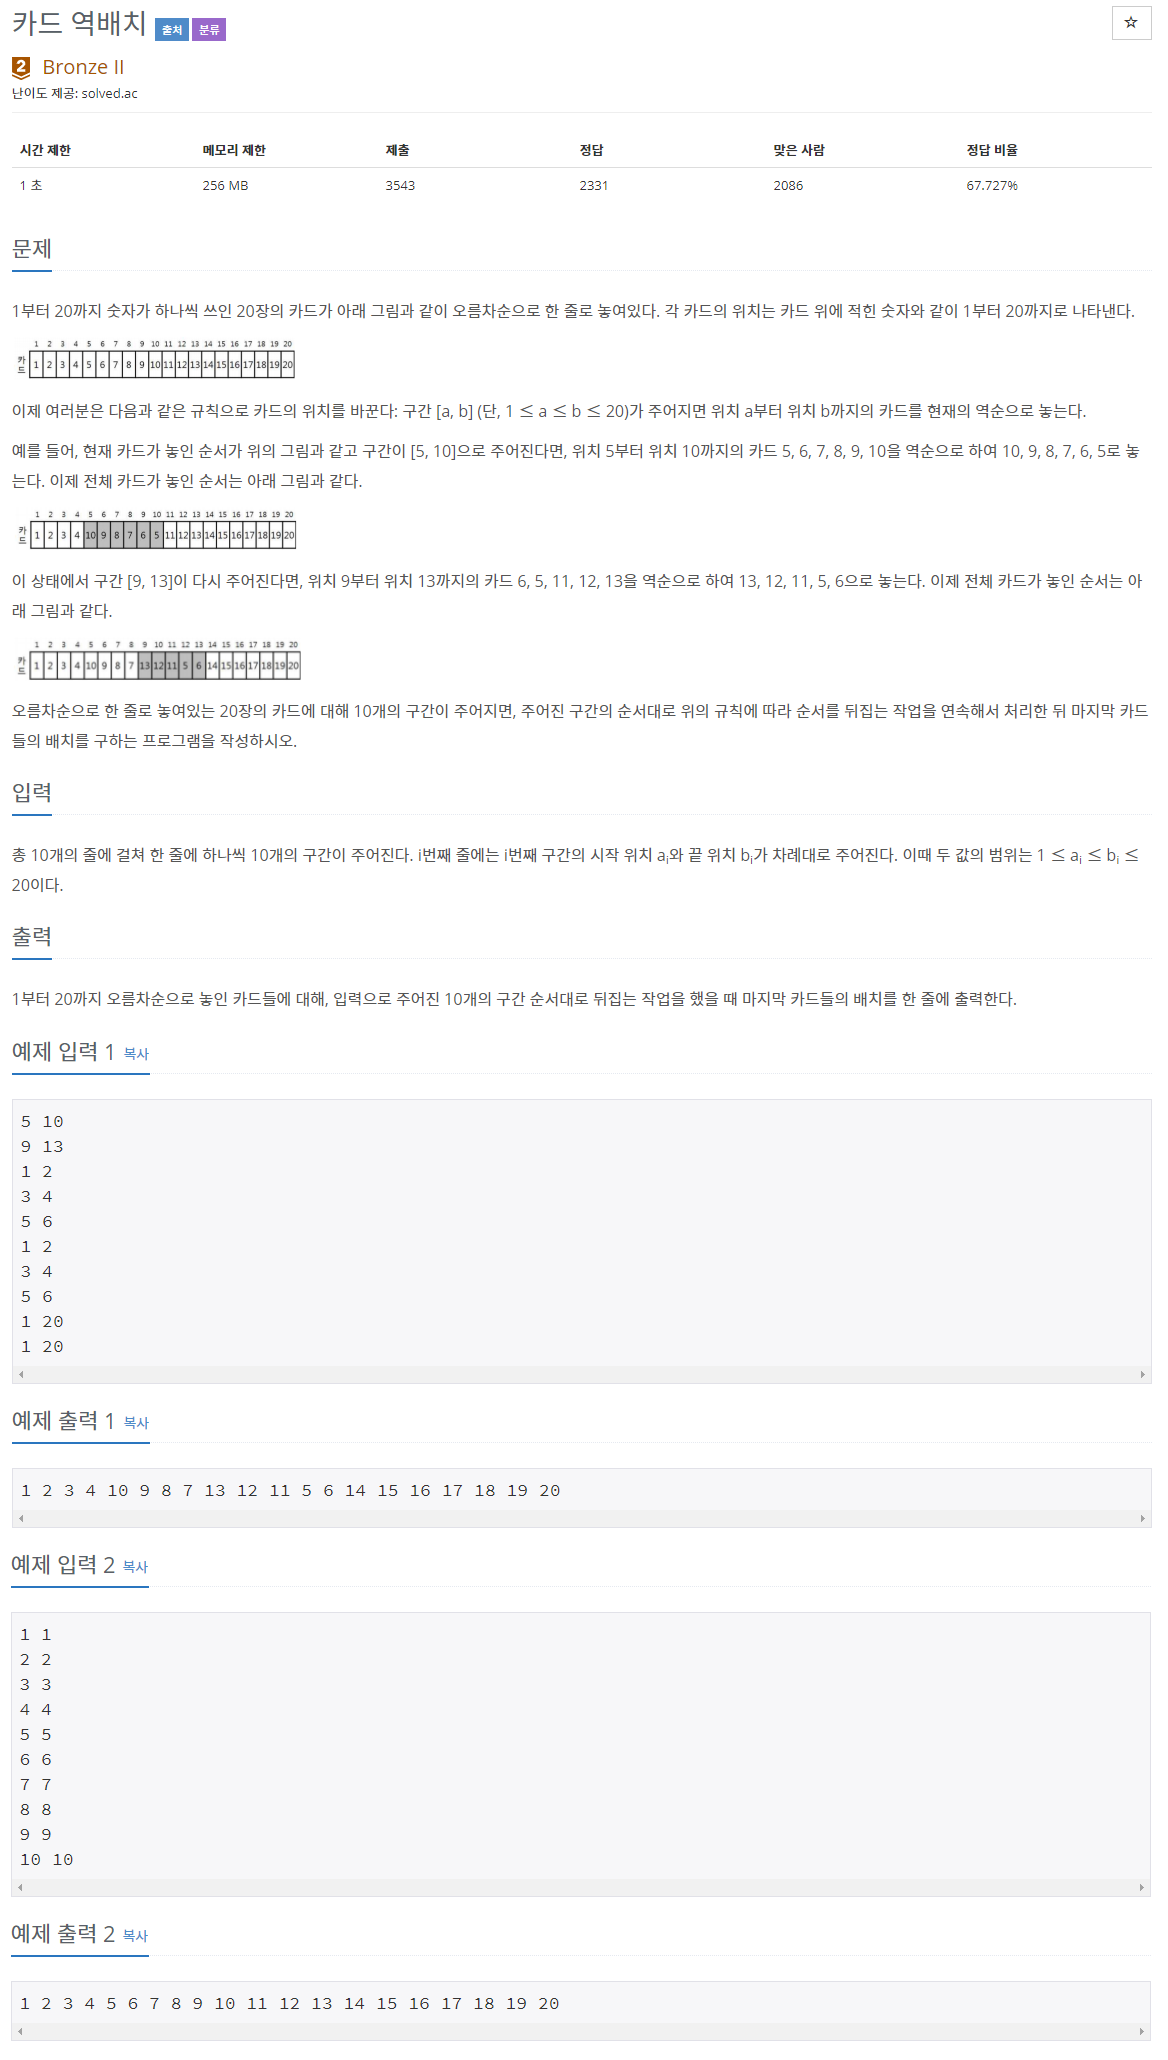 카드 역배치 출처 분류
☆
2 Bronze II
난이도 제공: solved.ac
시간 제한 메모리 제한 제출 정답 맞은 사람 정답 비율
1 초 256 MB 3543 2331 2086 67.727%
문제
1부터 20까지 숫자가 하나씩 쓰인 20장의 카드가 아래 그림과 같이 오름차순으로 한 줄로 놓여있다. 각 카드의 위치는 카드 위에 적힌 숫자와 같이 1부터 20까지로 나타낸다.
1 2 3 4 5 6 7 8 9 10 11 12 13 14 15 16 17 18 19 20
카드 1 2 3 4 5 6 7 8 9 10 11 12 13 14 15 16 17 18 19 20
이제 여러분은 다음과 같은 규칙으로 카드의 위치를 바꾼다: 구간 [a, b] (단, 1 ≤ a ≤ b ≤ 20)가 주어지면 위치 a부터 위치 b까지의 카드를 현재의 역순으로 놓는다.
예를 들어, 현재 카드가 놓인 순서가 위의 그림과 같고 구간이 [5, 10]으로 주어진다면, 위치 5부터 위치 10까지의 카드 5, 6, 7, 8, 9, 10을 역순으로 하여 10, 9, 8, 7, 6, 5로 놓
는다. 이제 전체 카드가 놓인 순서는 아래 그림과 같다.
1 2 3 4 5 6 7 8 9 10 11 12 13 14 15 16 17 18 19 20
카드 1 2 3 4 10 9 8 7 6 5 11 12 13 14 15 16 17 18 19 20
이 상태에서 구간 [9, 13]이 다시 주어진다면, 위치 9부터 위치 13까지의 카드 6, 5, 11, 12, 13을 역순으로 하여 13, 12, 11, 5, 6으로 놓는다. 이제 전체 카드가 놓인 순서는 아
래 그림과 같다.
1 2 3 4 5 6 7 8 9 10 11 12 13 14 15 16 17 18 19 20
카드 1 2 3 4 10 9 8 7 13 12 11 5 6 14 15 16 17 18 19 20
오름차순으로 한 줄로 놓여있는 20장의 카드에 대해 10개의 구간이 주어지면, 주어진 구간의 순서대로 위의 규칙에 따라 순서를 뒤집는 작업을 연속해서 처리한 뒤 마지막 카드
들의 배치를 구하는 프로그램을 작성하시오.
입력
총 10개의 줄에 걸쳐 한 줄에 하나씩 10개의 구간이 주어진다. i번째 줄에는 i번째 구간의 시작 위치 ai와 끝 위치 bi가 차례대로 주어진다. 이때 두 값의 범위는 1 ≤ ai ≤ bi ≤
20이다.
출력
1부터 20까지 오름차순으로 놓인 카드들에 대해, 입력으로 주어진 10개의 구간 순서대로 뒤집는 작업을 했을 때 마지막 카드들의 배치를 한 줄에 출력한다.
예제 입력 1 복사
5 10
9 13
1 2
3 4
5 6
1 2
3 4
5 6
1 20
1 20
예제 출력 1 복사
1 2 3 4 10 9 8 7 13 12 11 5 6 14 15 16 17 18 19 20
예제 입력 2 복사
1 1
2 2
3 3
4 4
5 5
6 6
7 7
8 8
9 9
10 10
예제 출력 2 복사
1 2 3 4 5 6 7 8 9 10 11 12 13 14 15 16 17 18 19 20